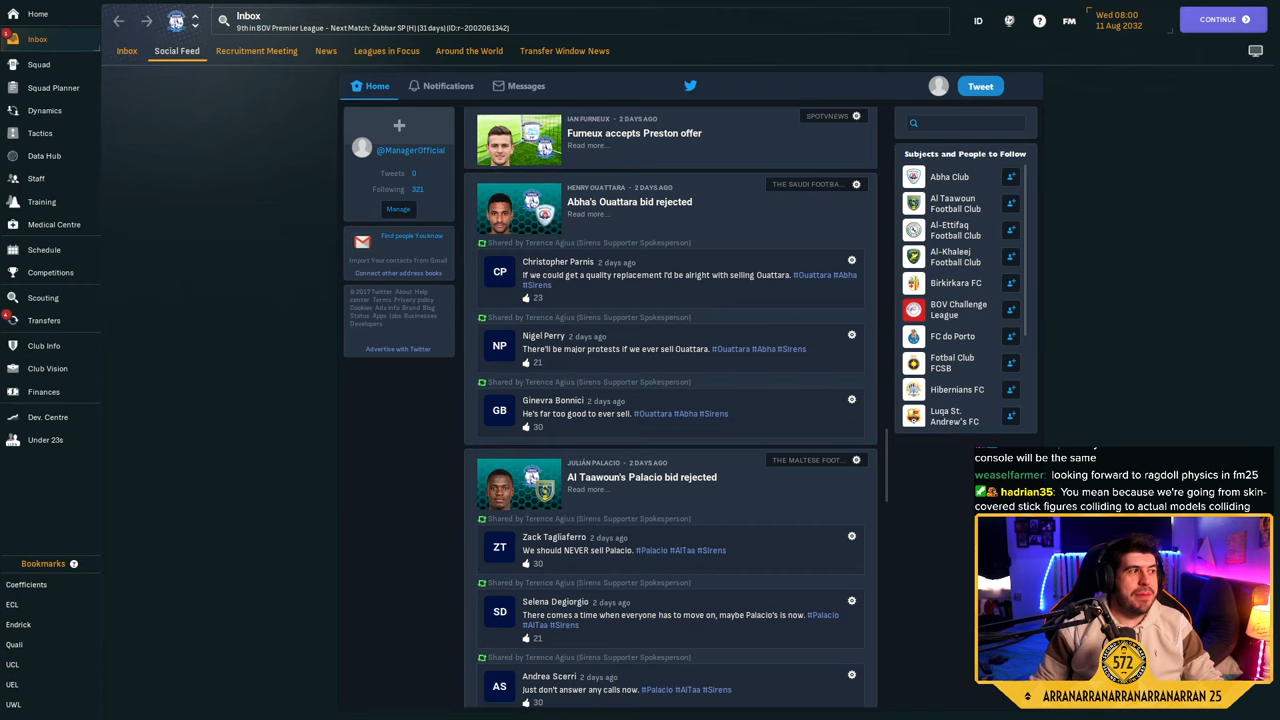 Home
Inbox
9th in BOV Premier League - Next Match: Żabbar SP (H) (31 days) (ID:r-2002061342)
ID
FM
Wed 08:00
11 Aug 2032
CONTINUE
1
Inbox
Inbox
Social Feed
Recruitment Meeting
News
Leagues in Focus
Around the World
Transfer Window News
Squad
Squad Planner
Dynamics
Tactics
Data Hub
Staff
Training
Medical Centre
Schedule
Competitions
Scouting
4
Transfers
Club Info
Club Vision
Finances
Dev. Centre
Under 23s
Bookmarks ?
Coefficients
ECL
Endrick
Quali
UCL
UEL
UWL
Home
Notifications
Messages
Tweet
@ManagerOfficial
Tweets 0
Following 321
Manage
Find people You know
Import Your contacts from Gmail
Connect other address books
© 2017 Twitter About Help
center Terms Privacy policy
Cookies Ads info Brand Blog
Status Apps Jobs Businesses
Developers
Advertise with Twitter
IAN FURNEUX • 2 DAYS AGO
SPOTVNEWS
Furneux accepts Preston offer
Read more...
HENRY OUATTARA • 2 DAYS AGO
THE SAUDI FOOTBA...
Abha's Ouattara bid rejected
Read more...
Shared by Terence Agius (Sirens Supporter Spokesperson)
CP
Christopher Parnis 2 days ago
If we could get a quality replacement I'd be alright with selling Ouattara. #Ouattara #Abha
#Sirens
23
Shared by Terence Agius (Sirens Supporter Spokesperson)
NP
Nigel Perry 2 days ago
There'll be major protests if we ever sell Ouattara. #Ouattara #Abha #Sirens
21
Shared by Terence Agius (Sirens Supporter Spokesperson)
GB
Ginevra Bonnici 2 days ago
He's far too good to ever sell. #Ouattara #Abha #Sirens
30
JULIÁN PALACIO • 2 DAYS AGO
THE MALTESE FOOT...
Al Taawoun's Palacio bid rejected
Read more...
Shared by Terence Agius (Sirens Supporter Spokesperson)
ZT
Zack Tagliaferro 2 days ago
We should NEVER sell Palacio. #Palacio #AlTaa #Sirens
30
Shared by Terence Agius (Sirens Supporter Spokesperson)
SD
Selena Degiorgio 2 days ago
There comes a time when everyone has to move on, maybe Palacio's is now. #Palacio
#AlTaa #Sirens
21
Shared by Terence Agius (Sirens Supporter Spokesperson)
AS
Andrea Scerri 2 days ago
Just don't answer any calls now. #Palacio #AlTaa #Sirens
30
Subjects and People to Follow
Abha Club
Al Taawoun
Football Club
Al-Ettifaq
Football Club
Al-Khaleej
Football Club
Birkirkara FC
BOV Challenge
League
FC do Porto
Fotbal Club
FCSB
Hibernians FC
Luqa St.
Andrew's FC
console will be the same
weaselfarmer: looking forward to ragdoll physics in fm25
hadrian35: You mean because we're going from skin-
covered stick figures colliding to actual models colliding
572
ARRANARRANARRANARRANARRAN 25